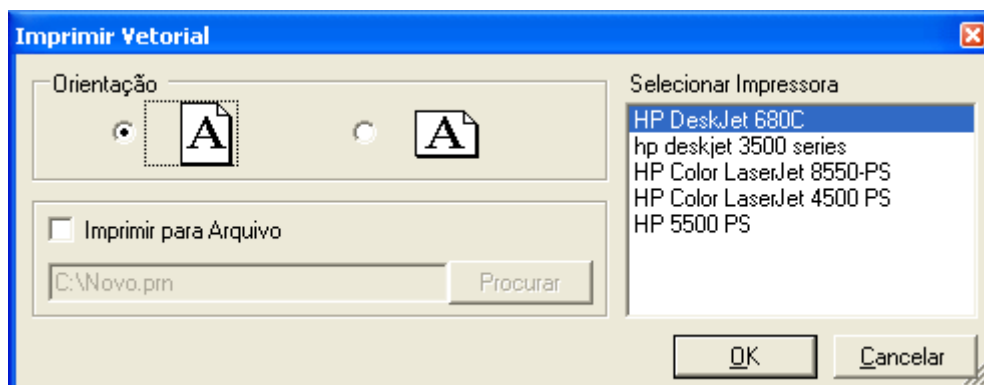 Imprimir Vetorial
Orientação
A
A
Imprimir para Arquivo
C:\Novo.prn
Procurar
Selecionar Impressora
HP DeskJet 680C
hp deskjet 3500 series
HP Color LaserJet 8550-PS
HP Color LaserJet 4500 PS
HP 5500 PS
OK
Cancelar